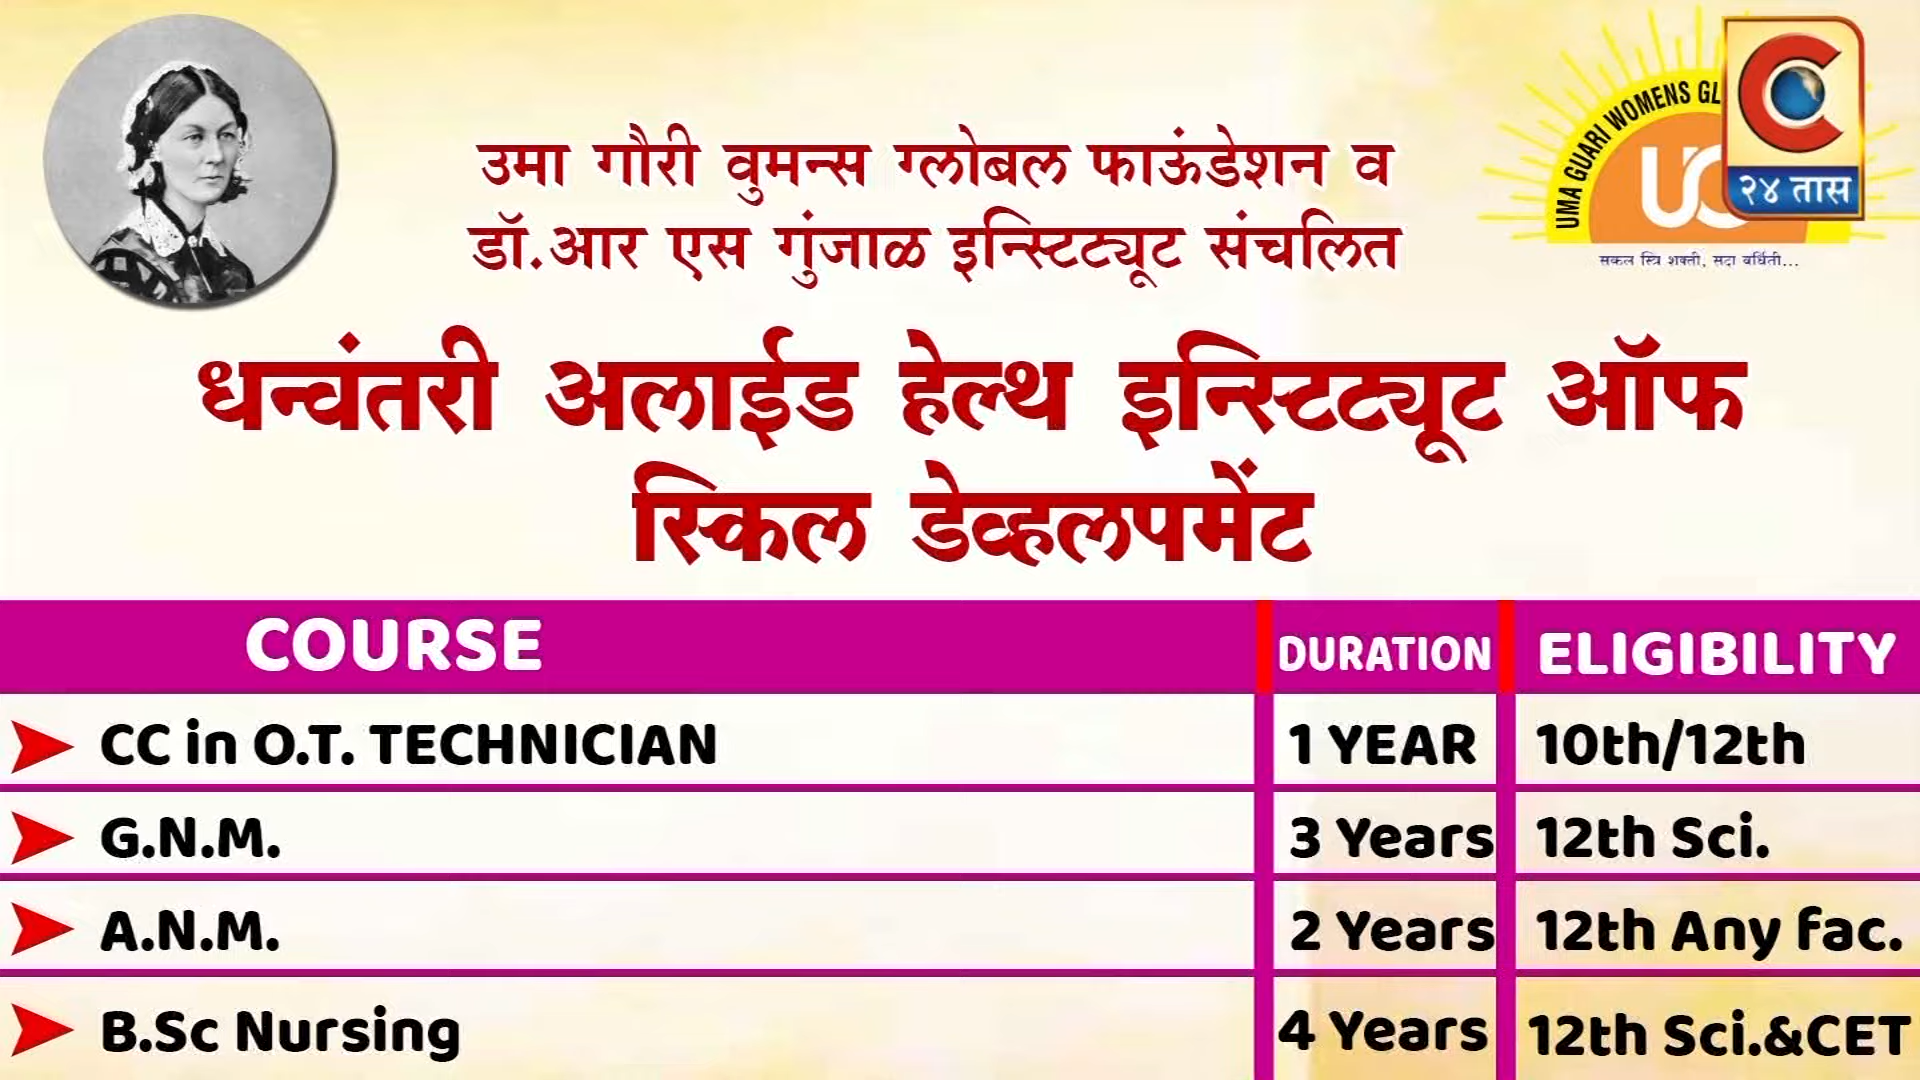 उमा गौरी वुमन्स ग्लोबल फाऊंडेशन व
डॉ.आर एस गुंजाळ इन्स्टिट्यूट संचलित
UMA GUARI WOMENS
२४ तास
सकल स्त्रि शक्ती, सदा वर्धिती...
धन्वंतरी अलाईड हेल्थ इन्स्टिट्यूट ऑफ
स्किल डेव्हलपमेंट
COURSE DURATION ELIGIBILITY
CC in O.T. TECHNICIAN 1 YEAR 10th/12th
G.N.M. 3 Years 12th Sci.
A.N.M. 2 Years 12th Any fac.
B.Sc Nursing 4 Years 12th Sci.&CET